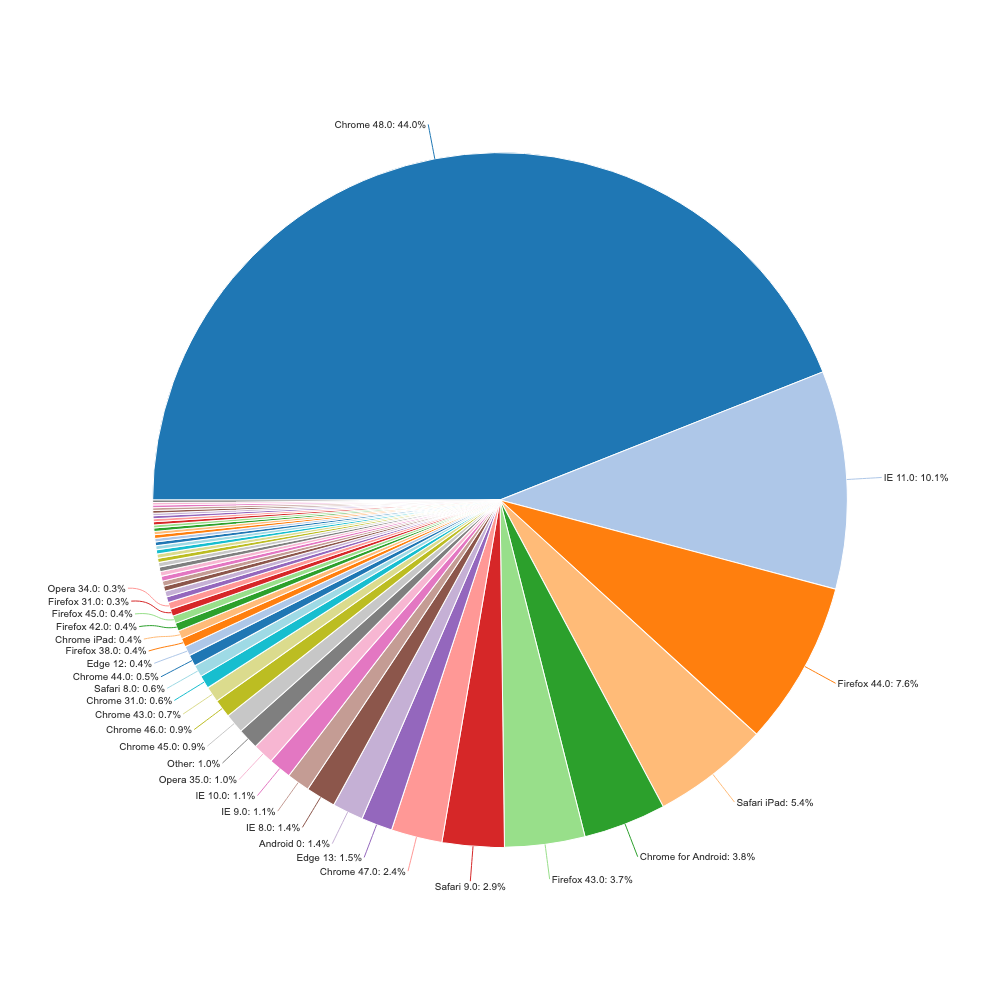 Chrome 48.0: 44.0%
IE 11.0: 10.1%
Firefox 44.0: 7.6%
Safari iPad: 5.4%
Chrome for Android: 3.8%
Firefox 43.0: 3.7%
Safari 9.0: 2.9%
Chrome 47.0: 2.4%
Edge 13: 1.5%
Android 0: 1.4%
IE 8.0: 1.4%
IE 9.0: 1.1%
IE 10.0: 1.1%
Opera 35.0: 1.0%
Other: 1.0%
Chrome 45.0: 0.9%
Chrome 46.0: 0.9%
Chrome 43.0: 0.7%
Chrome 31.0: 0.6%
Safari 8.0: 0.6%
Chrome 44.0: 0.5%
Edge 12: 0.4%
Firefox 38.0: 0.4%
Chrome iPad: 0.4%
Firefox 42.0: 0.4%
Firefox 45.0: 0.4%
Firefox 31.0: 0.3%
Opera 34.0: 0.3%